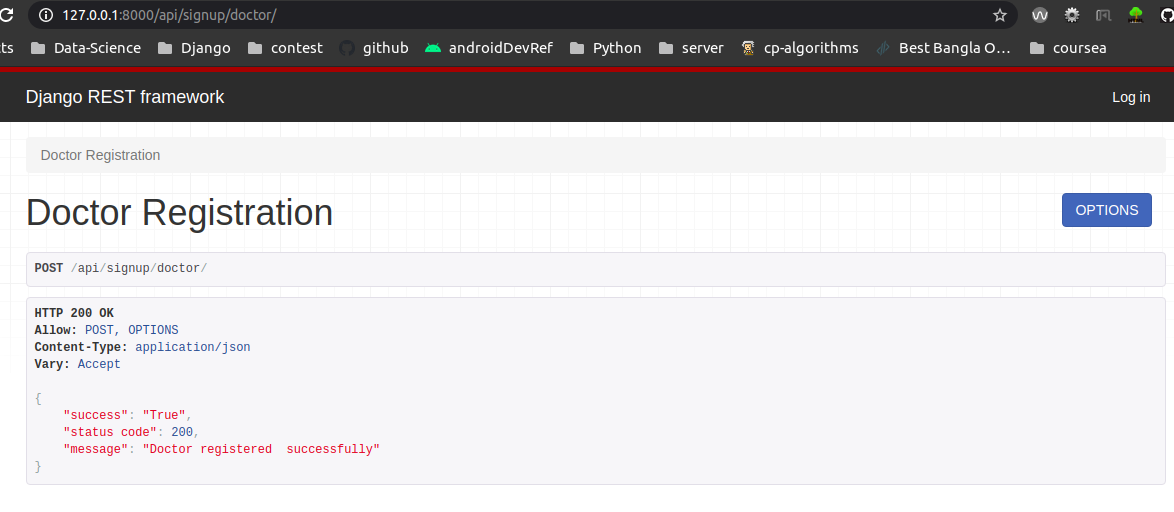 127.0.0.1:8000/api/signup/doctor/
ts Data-Science Django contest github androidDevRef Python server cp-algorithms Best Bangla O... coursea
Django REST framework Log in
Doctor Registration
Doctor Registration OPTIONS
POST /api/signup/doctor/
HTTP 200 OK
Allow: POST, OPTIONS
Content-Type: application/json
Vary: Accept
{
"success": "True",
"status code": 200,
"message": "Doctor registered  successfully"
}